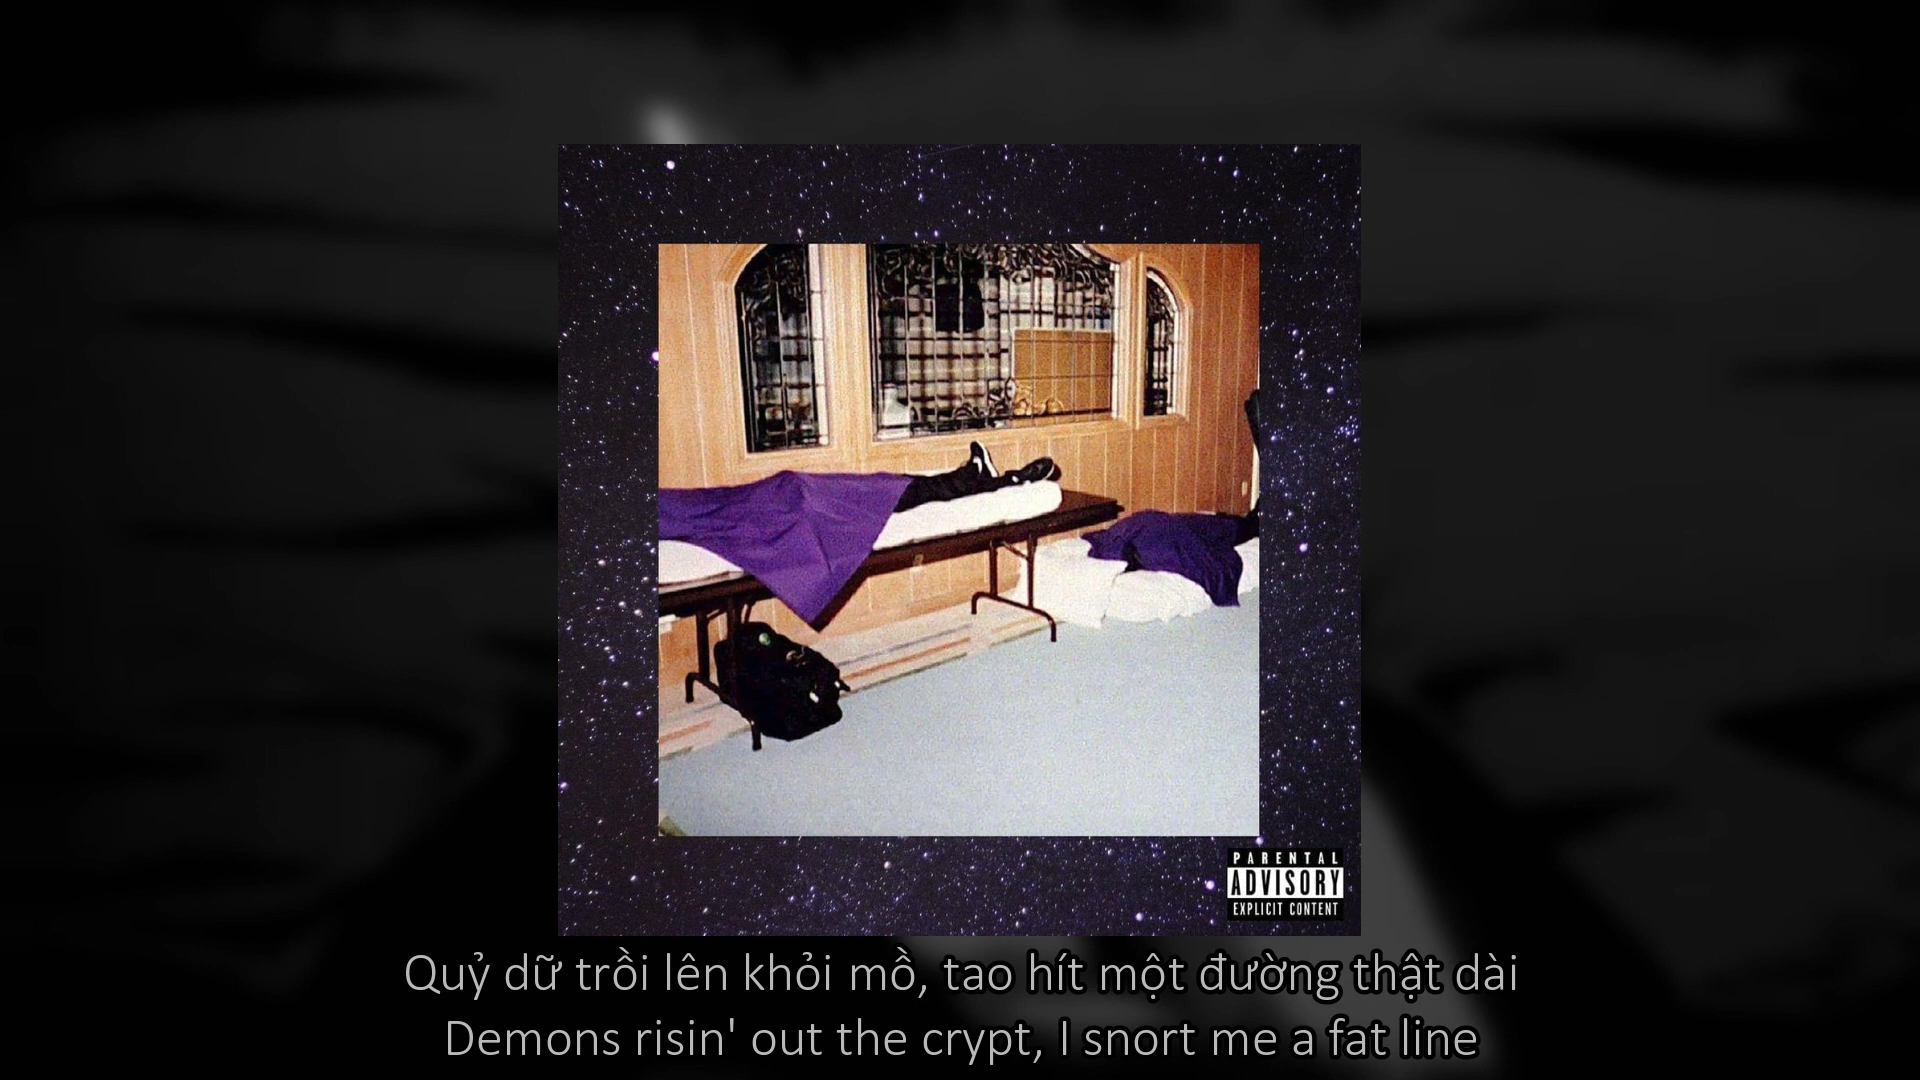 PARENTAL
ADVISORY
EXPLICIT CONTENT
Quỷ dữ trồi lên khỏi mồ, tao hít một đường thật dài
Demons risin' out the crypt, I snort me a fat line